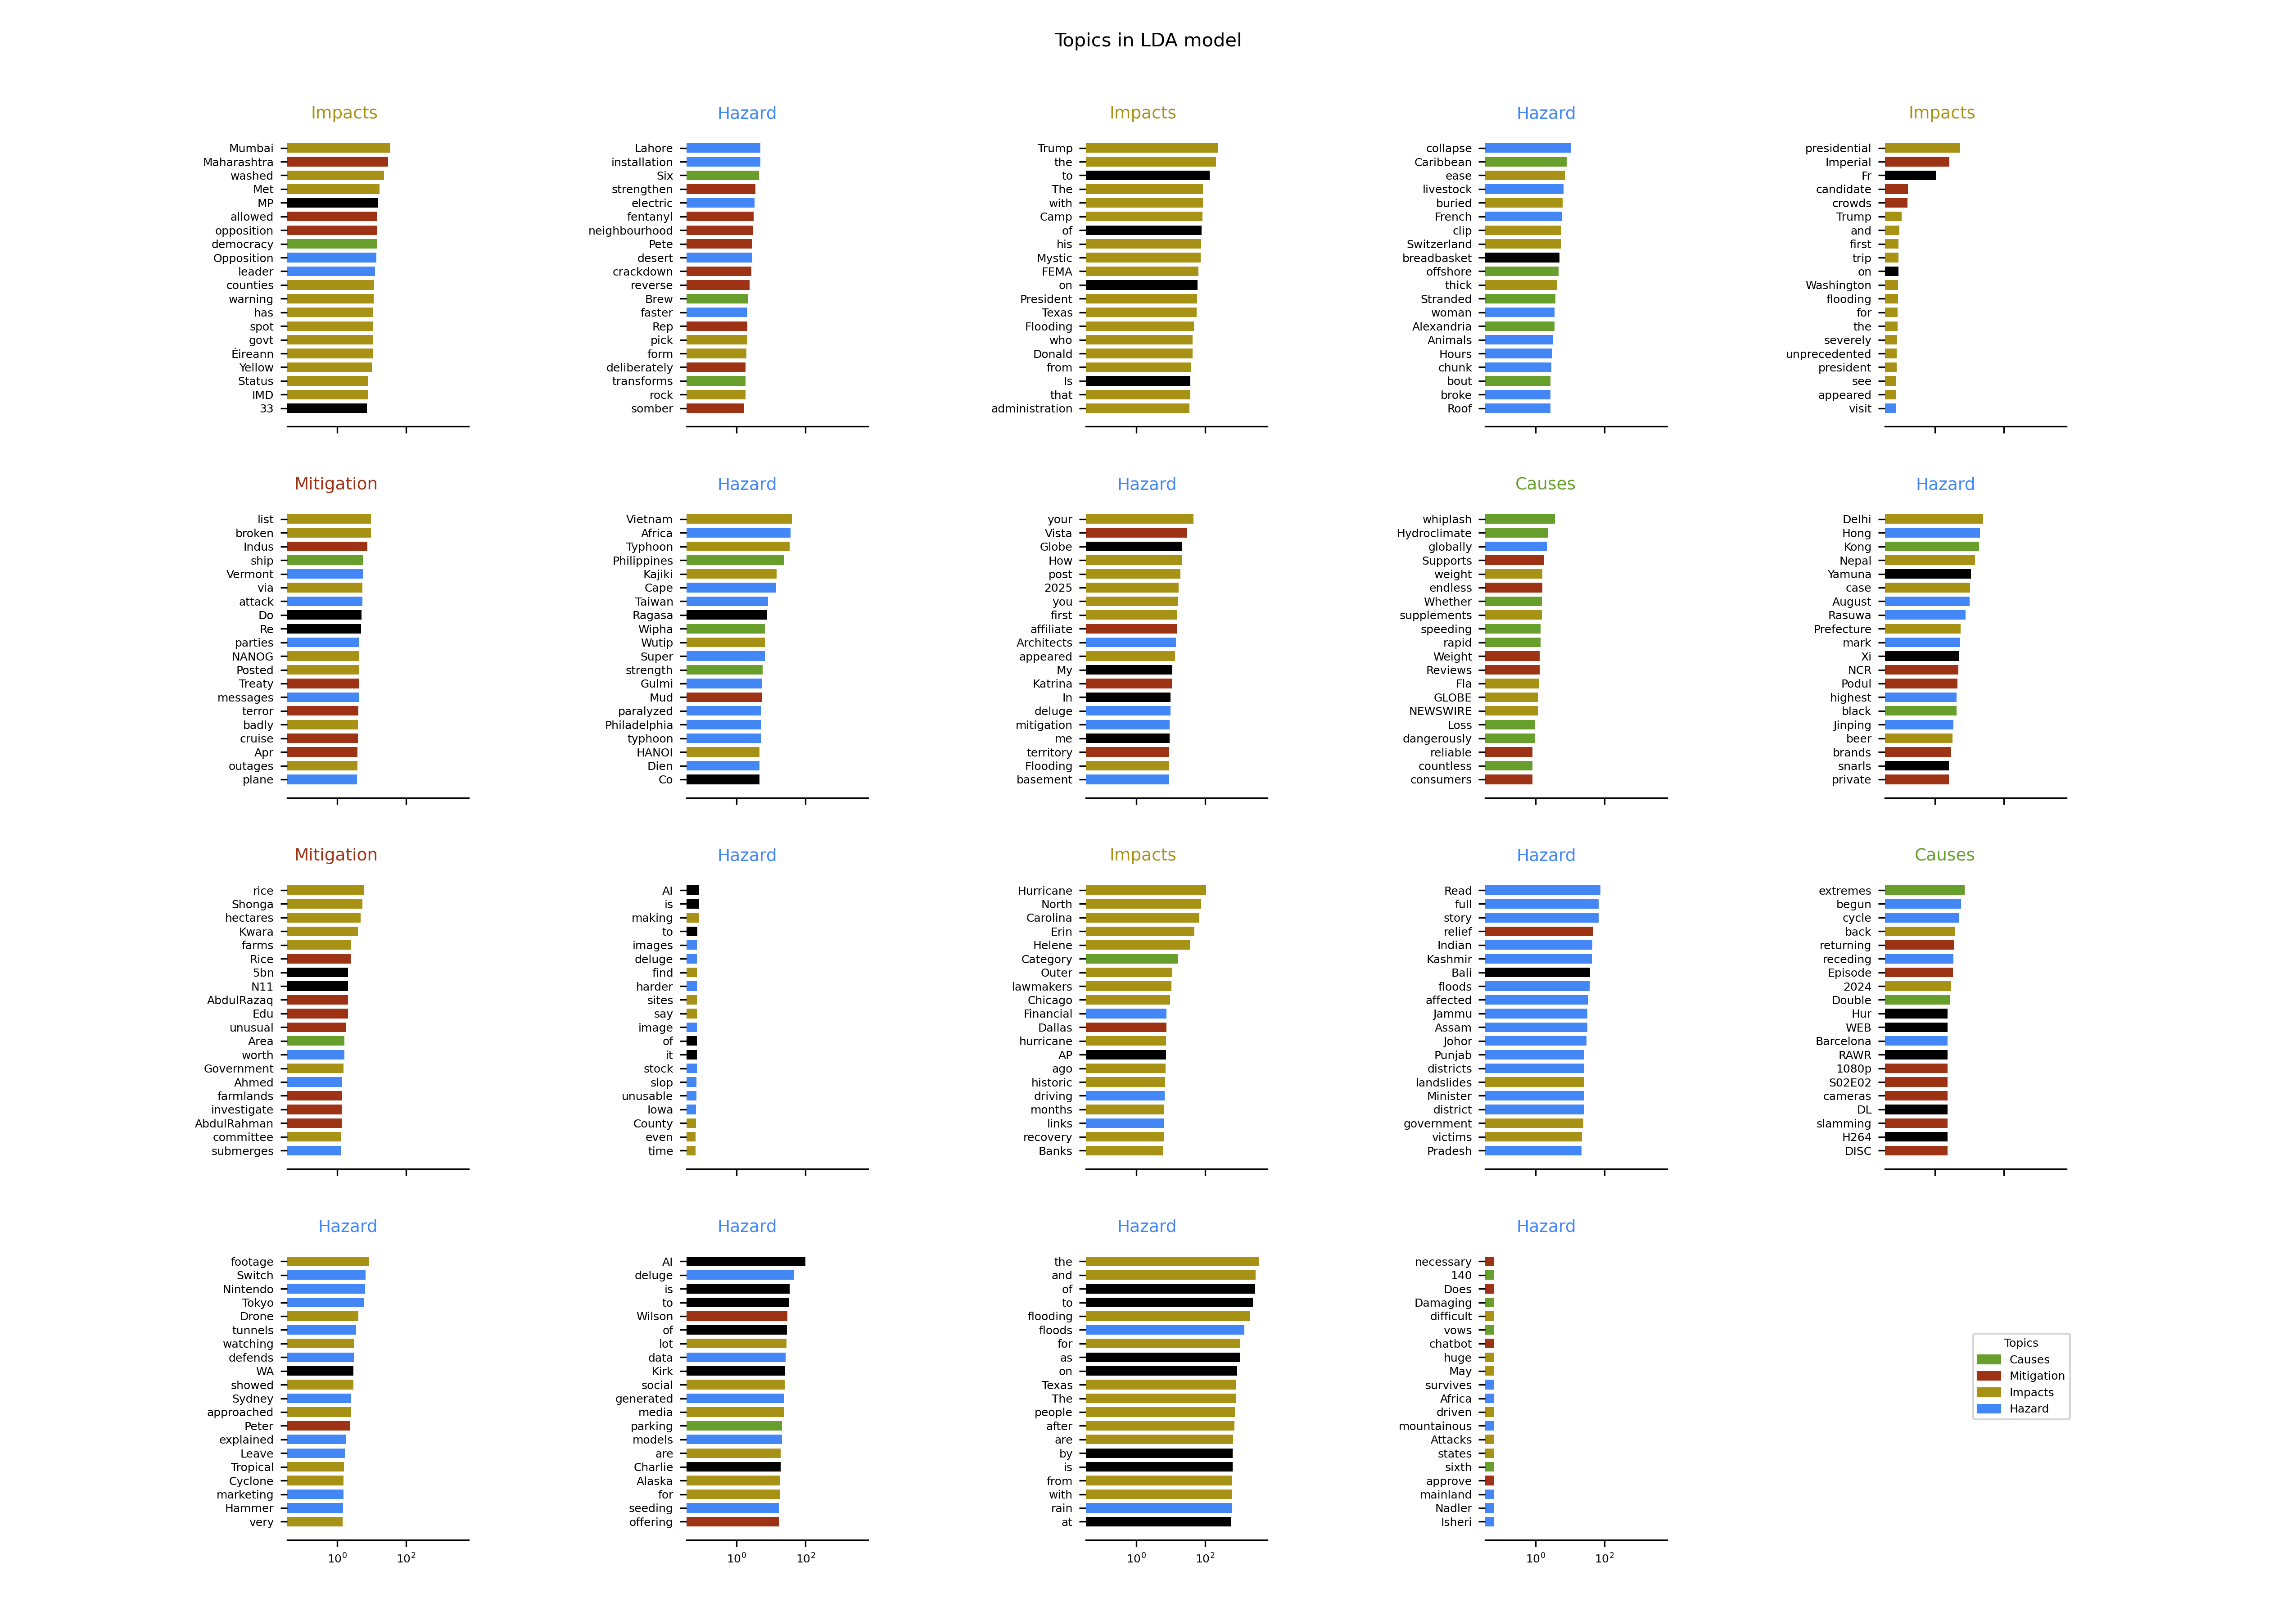 Topics in LDA model
Impacts
Mumbai
Maharashtra
washed
Met
MP
allowed
opposition
democracy
Opposition
leader
counties
warning
has
spot
govt
Éireann
Yellow
Status
IMD
33
Hazard
Lahore
installation
Six
strengthen
electric
fentanyl
neighbourhood
Pete
desert
crackdown
reverse
Brew
faster
Rep
pick
form
deliberately
transforms
rock
somber
Impacts
Trump
the
to
The
with
Camp
of
his
Mystic
FEMA
on
President
Texas
Flooding
who
Donald
from
Is
that
administration
Hazard
collapse
Caribbean
ease
livestock
buried
French
clip
Switzerland
breadbasket
offshore
thick
Stranded
woman
Alexandria
Animals
Hours
chunk
bout
broke
Roof
Impacts
presidential
Imperial
Fr
candidate
crowds
Trump
and
first
trip
on
Washington
flooding
for
the
severely
unprecedented
president
see
appeared
visit
Mitigation
list
broken
Indus
ship
Vermont
via
attack
Do
Re
parties
NANOG
Posted
Treaty
messages
terror
badly
cruise
Apr
outages
plane
Hazard
Vietnam
Africa
Typhoon
Philippines
Kajiki
Cape
Taiwan
Ragasa
Wipha
Wutip
Super
strength
Gulmi
Mud
paralyzed
Philadelphia
typhoon
HANOI
Dien
Co
Hazard
your
Vista
Globe
How
post
2025
you
first
affiliate
Architects
appeared
My
Katrina
In
deluge
mitigation
me
territory
Flooding
basement
Causes
whiplash
Hydroclimate
globally
Supports
weight
endless
Whether
supplements
speeding
rapid
Weight
Reviews
Fla
GLOBE
NEWSWIRE
Loss
dangerously
reliable
countless
consumers
Hazard
Delhi
Hong
Kong
Nepal
Yamuna
case
August
Rasuwa
Prefecture
mark
Xi
NCR
Podul
highest
black
Jinping
beer
brands
snarls
private
Mitigation
rice
Shonga
hectares
Kwara
farms
Rice
5bn
N11
AbdulRazaq
Edu
unusual
Area
worth
Government
Ahmed
farmlands
investigate
AbdulRahman
committee
submerges
Hazard
AI
is
making
to
images
deluge
find
harder
sites
say
image
of
it
stock
slop
unusable
Iowa
County
even
time
Impacts
Hurricane
North
Carolina
Erin
Helene
Category
Outer
lawmakers
Chicago
Financial
Dallas
hurricane
AP
ago
historic
driving
months
links
recovery
Banks
Hazard
Read
full
story
relief
Indian
Kashmir
Bali
floods
affected
Jammu
Assam
Johor
Punjab
districts
landslides
Minister
district
government
victims
Pradesh
Causes
extremes
begun
cycle
back
returning
receding
Episode
2024
Double
Hur
WEB
Barcelona
RAWR
1080p
S02E02
cameras
DL
slamming
H264
DISC
Hazard
footage
Switch
Nintendo
Tokyo
Drone
tunnels
watching
defends
WA
showed
Sydney
approached
Peter
explained
Leave
Tropical
Cyclone
marketing
Hammer
very
10⁰ 10²
Hazard
AI
deluge
is
to
Wilson
of
lot
data
Kirk
social
generated
media
parking
models
are
Charlie
Alaska
for
seeding
offering
10⁰ 10²
Hazard
the
and
of
to
flooding
floods
for
as
on
Texas
The
people
after
are
by
is
from
with
rain
at
10⁰ 10²
Hazard
necessary
140
Does
Damaging
difficult
vows
chatbot
huge
May
survives
Africa
driven
mountainous
Attacks
states
sixth
approve
mainland
Nadler
Isheri
10⁰ 10²
Topics
Causes
Mitigation
Impacts
Hazard